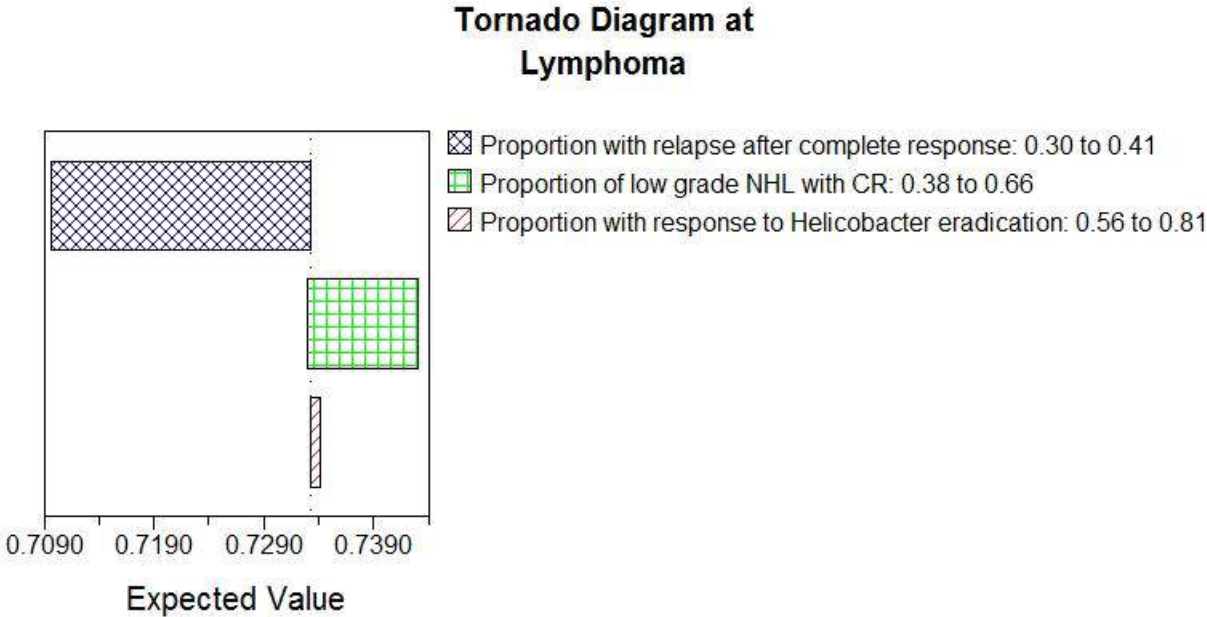 Tornado Diagram at
Lymphoma
Proportion with relapse after complete response: 0.30 to 0.41
Proportion of low grade NHL with CR: 0.38 to 0.66
Proportion with response to Helicobacter eradication: 0.56 to 0.81
0.7090 0.7190 0.7290 0.7390
Expected Value